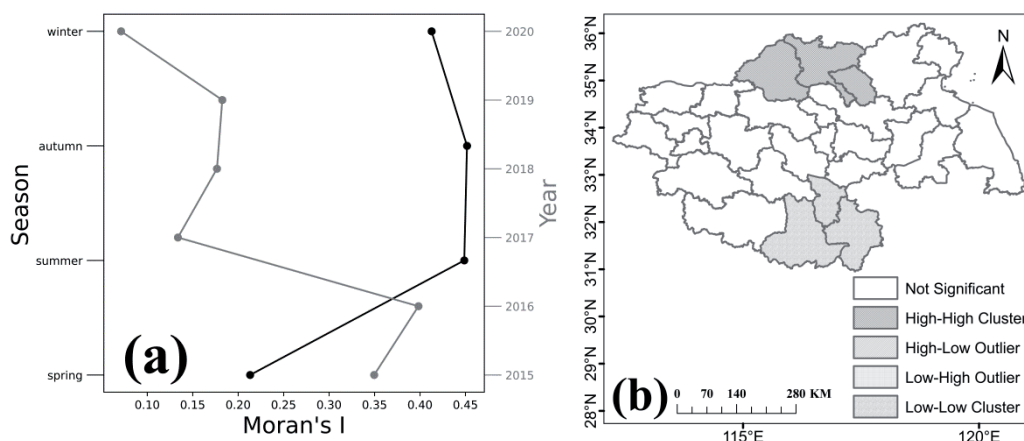 winter
autumn
summer
spring
Season
2020
2019
2018
2017
2016
2015
Year
0.10 0.15 0.20 0.25 0.30 0.35 0.40 0.45
Moran's I
(a)
36°N
35°N
34°N
33°N
32°N
31°N
30°N
29°N
28°N
N
Not Significant
High-High Cluster
High-Low Outlier
Low-High Outlier
Low-Low Cluster
(b)
0 70 140 280 KM
115°E 120°E